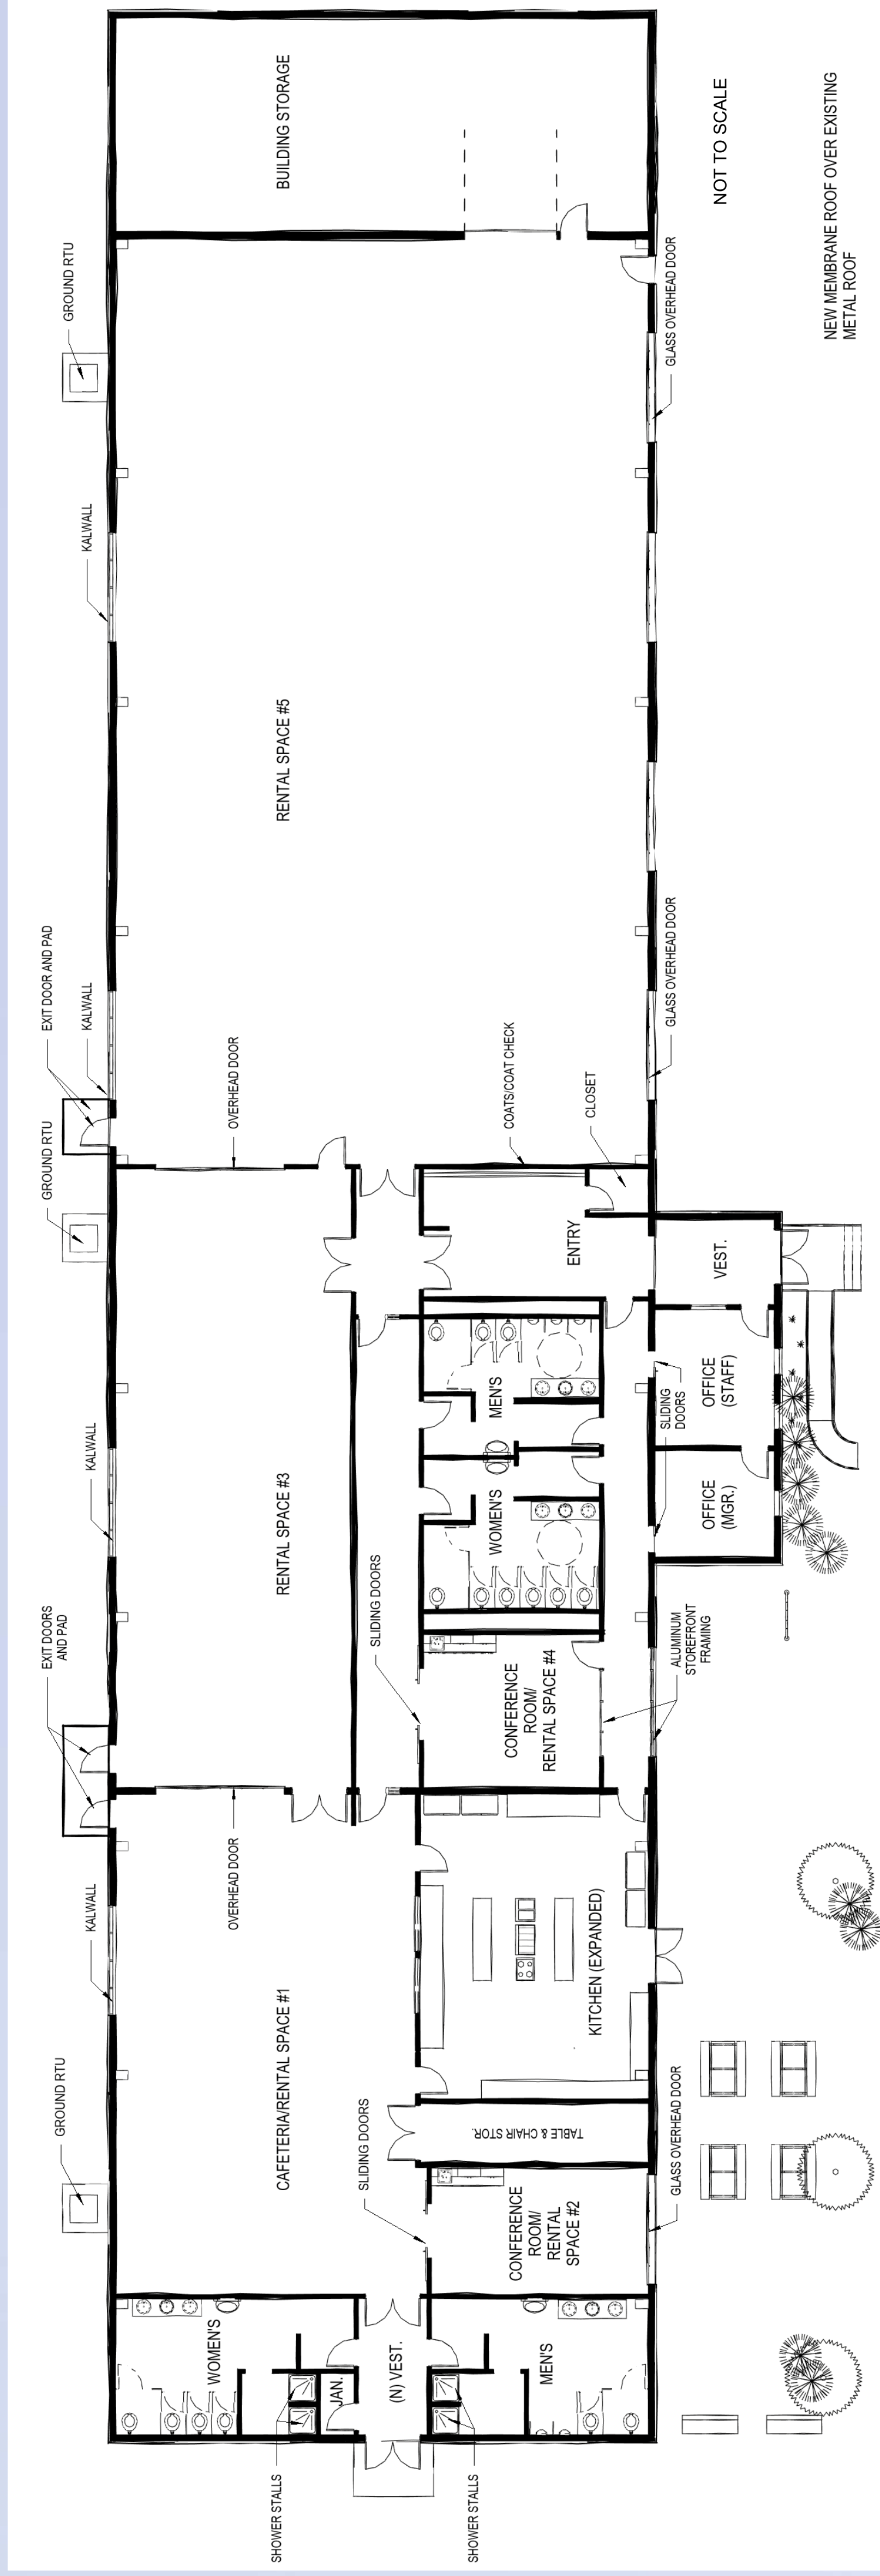 SHOWER STALLS
SHOWER STALLS
WOMEN'S
JAN.
(N) VEST.
MEN'S
GROUND RTU
SLIDING DOORS
CONFERENCE
ROOM/
RENTAL
SPACE #2
GLASS OVERHEAD DOOR
TABLE & CHAIR STOR.
CAFETERIA/RENTAL SPACE #1
KALWALL
OVERHEAD DOOR
KITCHEN (EXPANDED)
EXIT DOORS
AND PAD
SLIDING DOORS
CONFERENCE
ROOM/
RENTAL SPACE #4
ALUMINUM
STOREFRONT
FRAMING
KALWALL
RENTAL SPACE #3
WOMEN'S
MEN'S
OFFICE
(MGR.)
SLIDING
DOORS
OFFICE
(STAFF)
GROUND RTU
ENTRY
VEST.
EXIT DOOR AND PAD
KALWALL
OVERHEAD DOOR
COATS/COAT CHECK
CLOSET
GLASS OVERHEAD DOOR
RENTAL SPACE #5
KALWALL
GROUND RTU
GLASS OVERHEAD DOOR
BUILDING STORAGE
NOT TO SCALE
NEW MEMBRANE ROOF OVER EXISTING
METAL ROOF